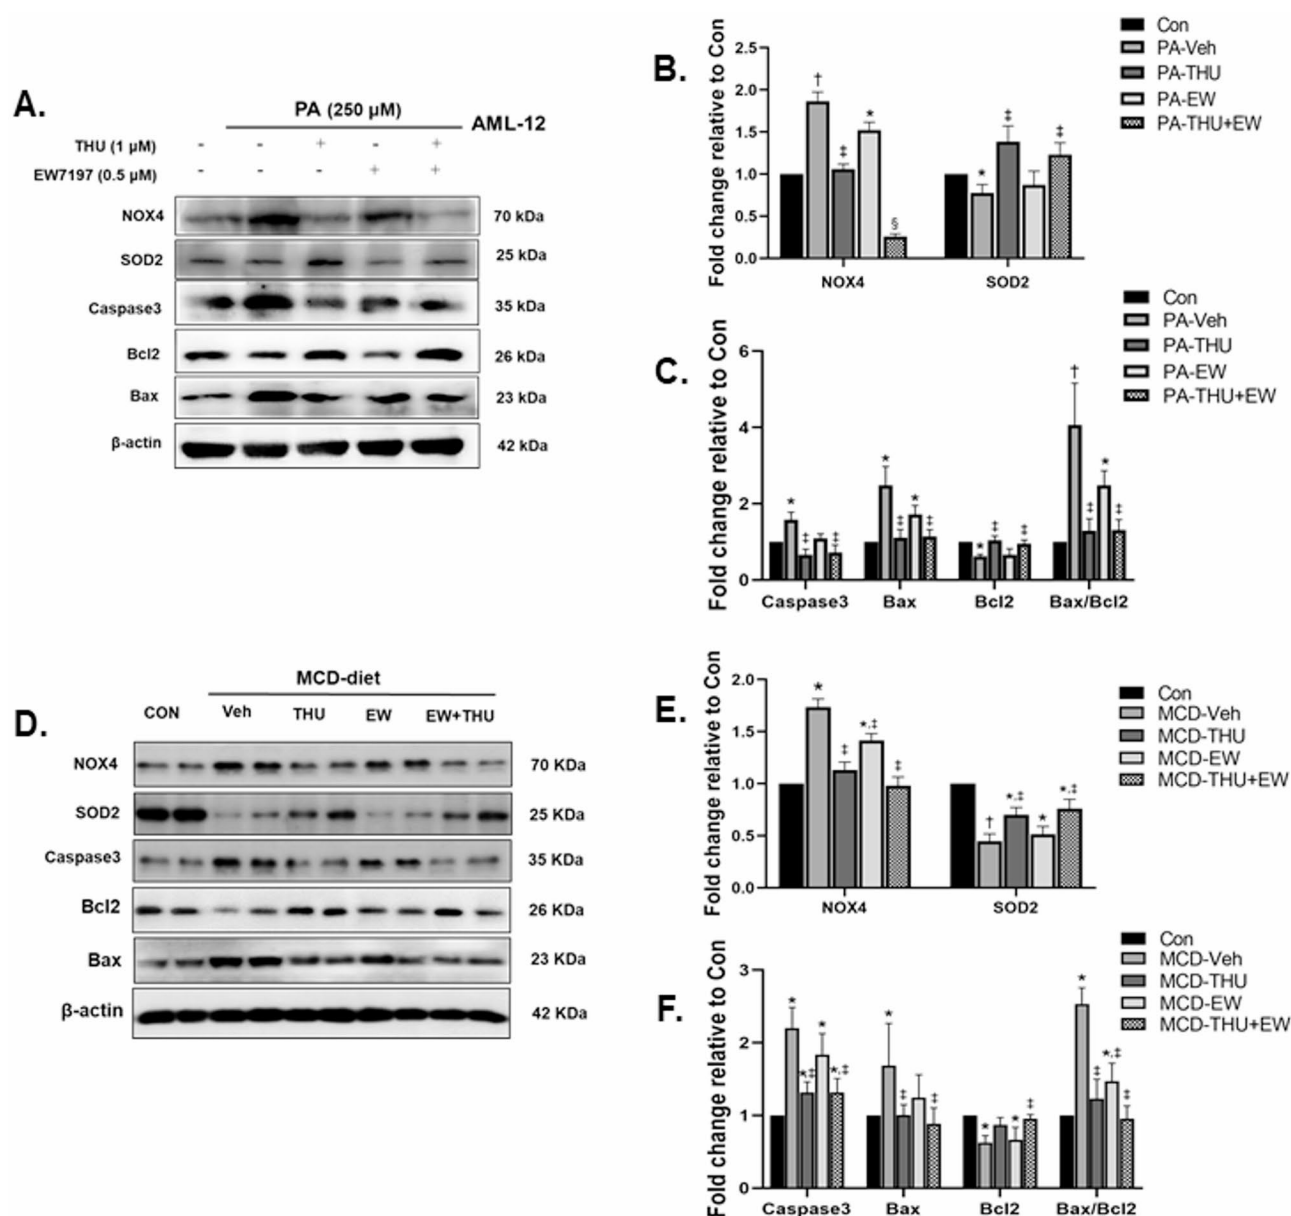 A.
PA (250 μM)
AML-12
THU (1 μM) - - + - +
EW7197 (0.5 μM) - - - + +
NOX4 70 kDa
SOD2 25 kDa
Caspase3 35 kDa
Bcl2 26 kDa
Bax 23 kDa
β-actin 42 kDa
B.
Fold change relative to Con
2.5
2.0
1.5
1.0
0.5
0.0
† ‡ * § * ‡ ‡
NOX4 SOD2
Con
PA-Veh
PA-THU
PA-EW
PA-THU+EW
C.
Fold change relative to Con
6
4
2
0
* ‡ ‡ * ‡ * ‡ * ‡ ‡ † ‡ * ‡
Caspase3 Bax Bcl2 Bax/Bcl2
Con
PA-Veh
PA-THU
PA-EW
PA-THU+EW
D.
MCD-diet
CON Veh THU EW EW+THU
NOX4 70 KDa
SOD2 25 KDa
Caspase3 35 KDa
Bcl2 26 KDa
Bax 23 KDa
β-actin 42 KDa
E.
Fold change relative to Con
2.0
1.5
1.0
0.5
0.0
* ‡ *,‡ ‡ † *,‡ * *,‡
NOX4 SOD2
Con
MCD-Veh
MCD-THU
MCD-EW
MCD-THU+EW
F.
Fold change relative to Con
3
2
1
0
* *,‡ * *,‡ * ‡ ‡ * * ‡ * ‡ *,‡ ‡
Caspase3 Bax Bcl2 Bax/Bcl2
Con
MCD-Veh
MCD-THU
MCD-EW
MCD-THU+EW